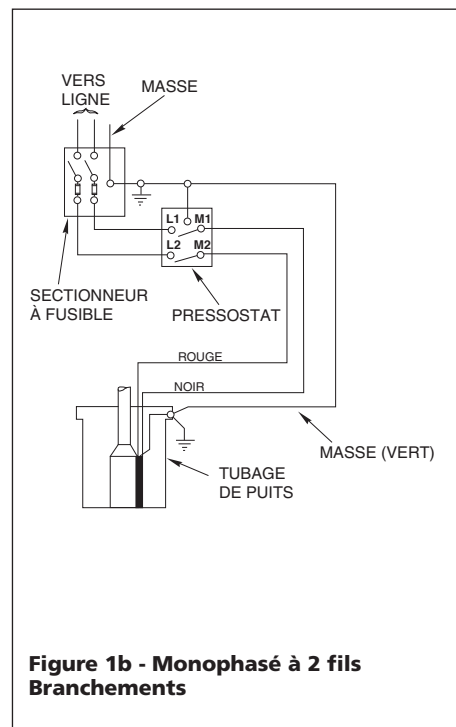 VERS
LIGNE
MASSE
L1 M1
L2 M2
SECTIONNEUR
À FUSIBLE
PRESSOSTAT
ROUGE
NOIR
MASSE (VERT)
TUBAGE
DE PUITS
Figure 1b - Monophasé à 2 fils
Branchements